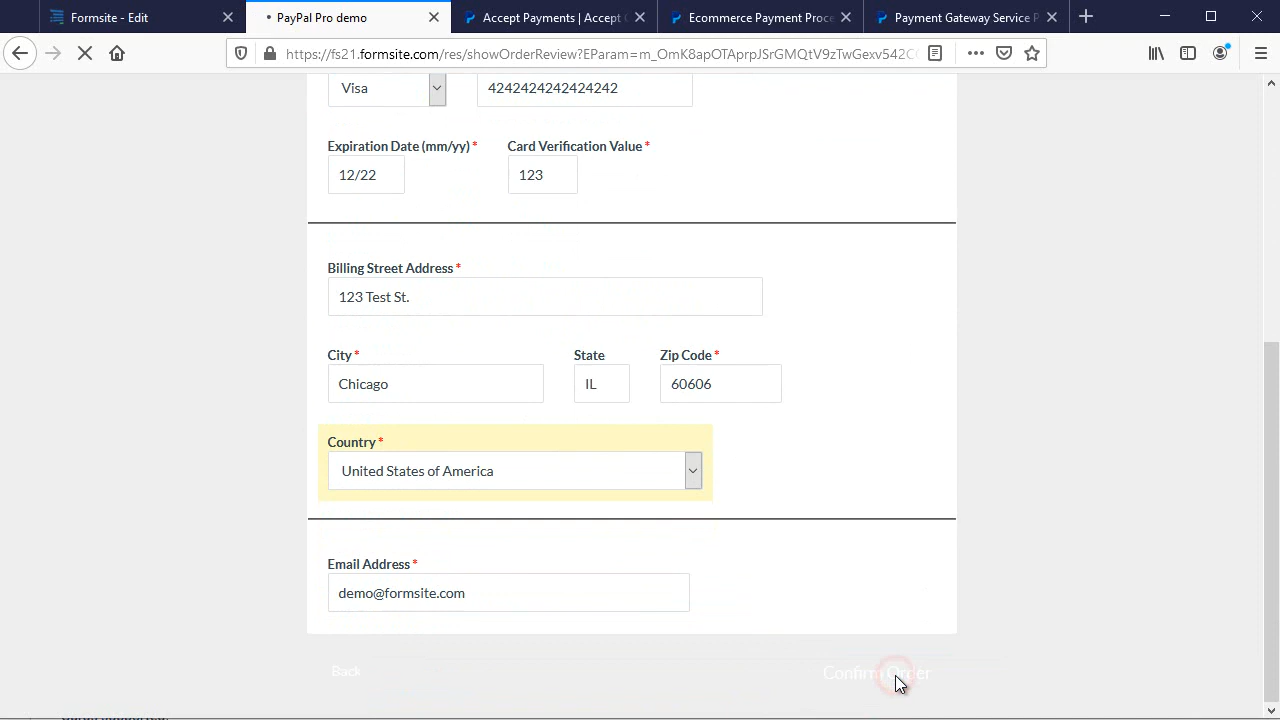 Formsite - Edit
PayPal Pro demo
Accept Payments | Accept
Ecommerce Payment Proce
Payment Gateway Service P
https://fs21.formsite.com/res/showOrderReview?EParam=m_OmK8apOTAprpJSrGMQtV9zTwGexv542C
Visa
4242424242424242
Expiration Date (mm/yy) *
Card Verification Value *
12/22
123
Billing Street Address *
123 Test St.
City *
State
Zip Code *
Chicago
IL
60606
Country *
United States of America
Email Address *
demo@formsite.com
Back
Confirm Order